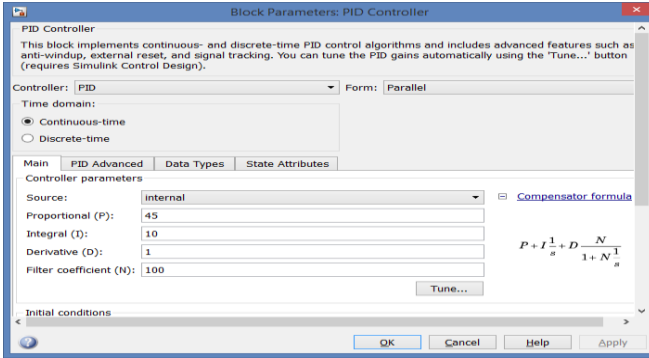 Block Parameters: PID Controller
PID Controller
This block implements continuous- and discrete-time PID control algorithms and includes advanced features such as
anti-windup, external reset, and signal tracking. You can tune the PID gains automatically using the 'Tune...' button
(requires Simulink Control Design).
Controller: PID Form: Parallel
Time domain:
Continuous-time
Discrete-time
Main PID Advanced Data Types State Attributes
Controller parameters
Source: internal Compensator formula
Proportional (P): 45
Integral (I): 10
Derivative (D): 1
Filter coefficient (N): 100
P + I 1/s + D N/(1 + N 1/s)
Tune...
Initial conditions
OK Cancel Help Apply